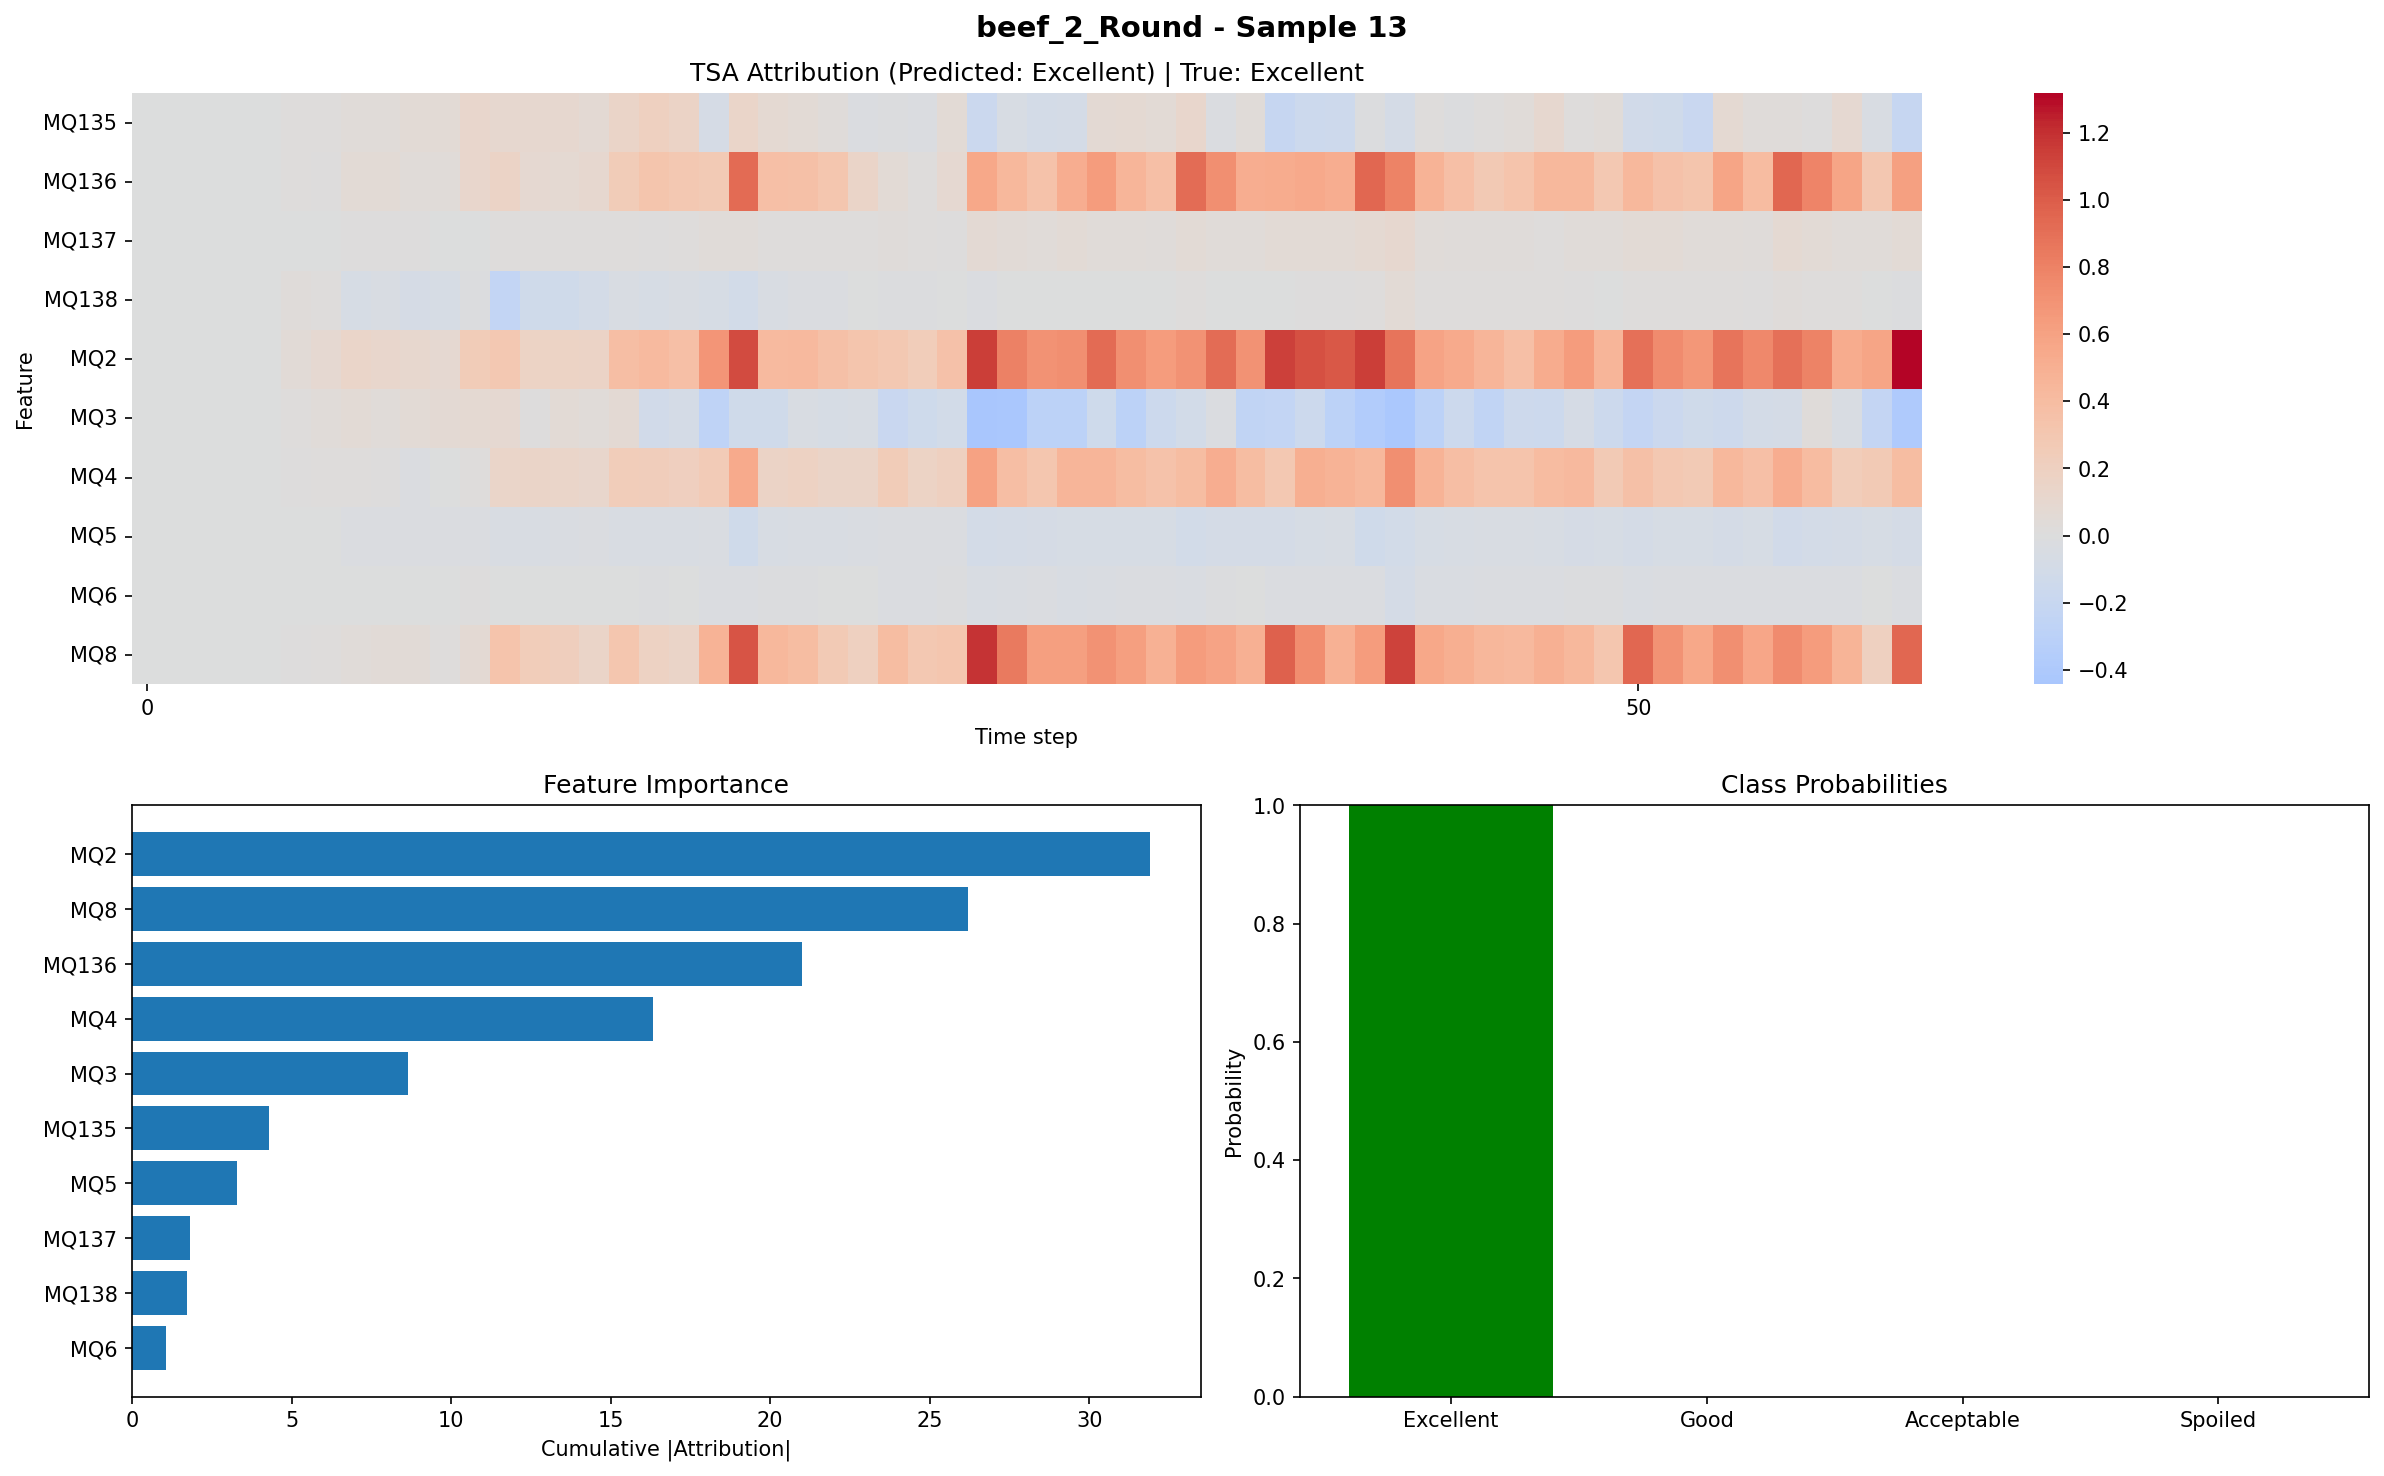 beef_2_Round - Sample 13
TSA Attribution (Predicted: Excellent) | True: Excellent
Feature
MQ135
MQ136
MQ137
MQ138
MQ2
MQ3
MQ4
MQ5
MQ6
MQ8
0
50
Time step
1.2
1.0
0.8
0.6
0.4
0.2
0.0
−0.2
−0.4
Feature Importance
MQ2
MQ8
MQ136
MQ4
MQ3
MQ135
MQ5
MQ137
MQ138
MQ6
0 5 10 15 20 25 30
Cumulative |Attribution|
Class Probabilities
Probability
1.0
0.8
0.6
0.4
0.2
0.0
Excellent Good Acceptable Spoiled